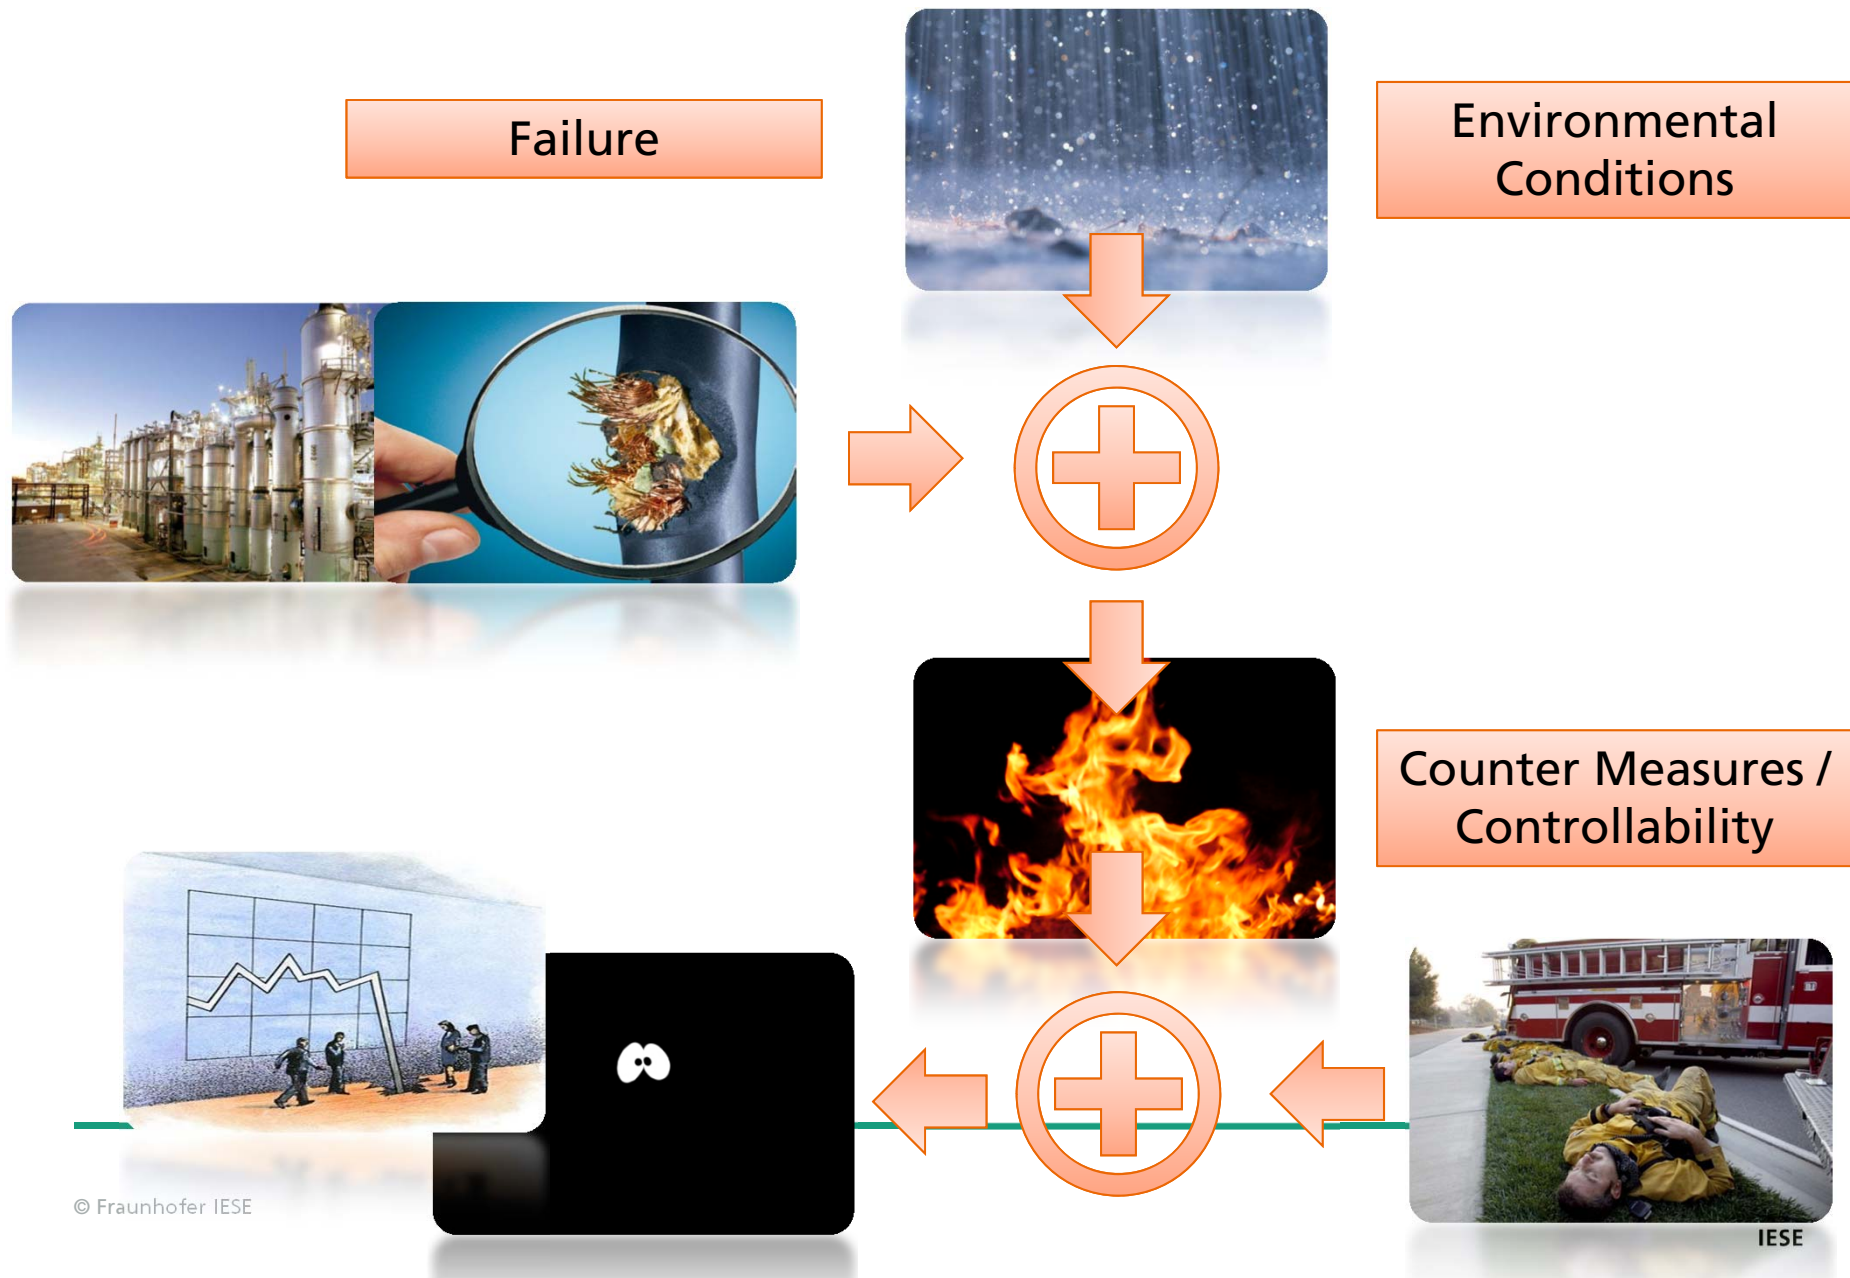 Failure
Environmental
Conditions
Counter Measures /
Controllability
© Fraunhofer IESE
IESE